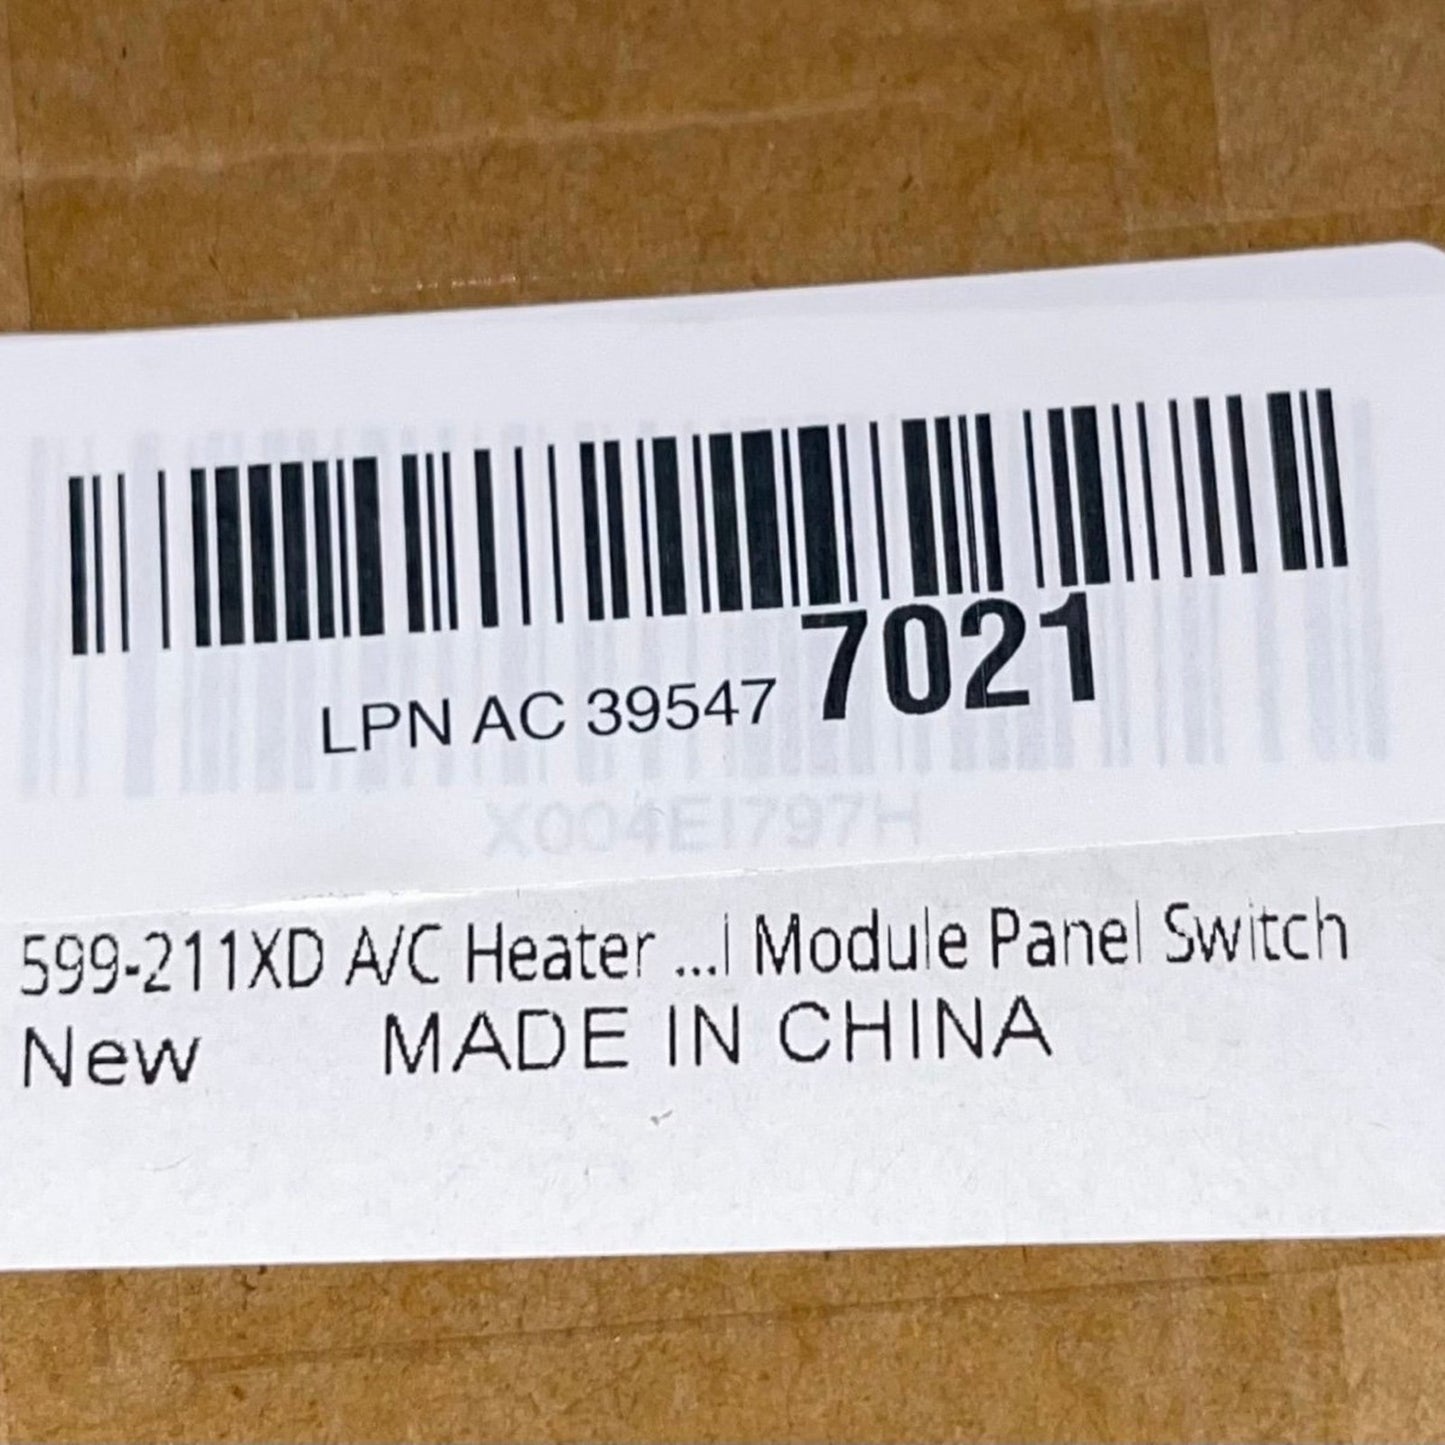 LPN AC 39547 7021
X004EI797H
599-211XD A/C Heater ...l Module Panel Switch
New MADE IN CHINA